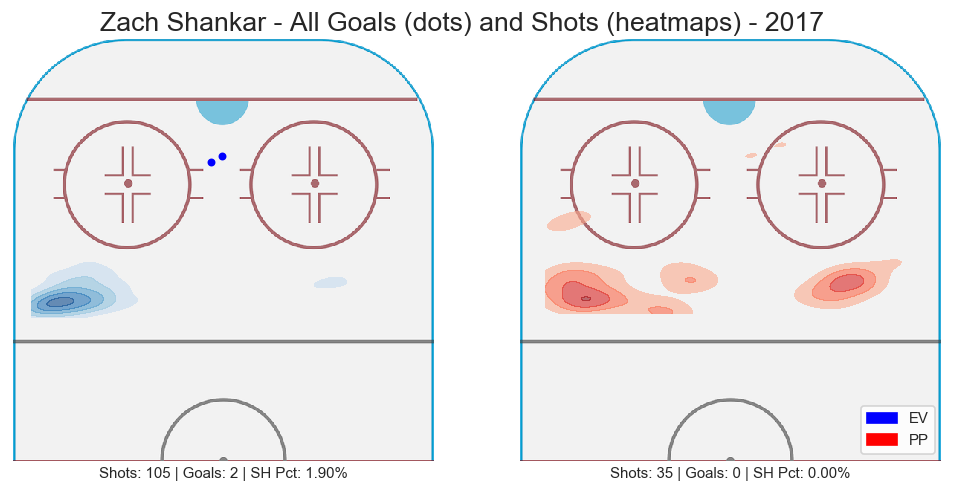 Zach Shankar - All Goals (dots) and Shots (heatmaps) - 2017
EV
PP
Shots: 105 | Goals: 2 | SH Pct: 1.90%
Shots: 35 | Goals: 0 | SH Pct: 0.00%